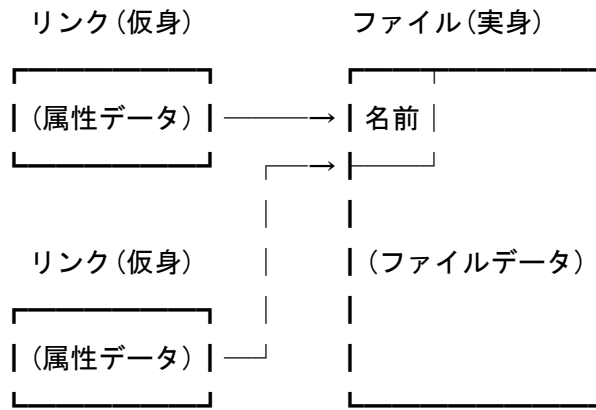 リンク(仮身) ファイル(実身)
(属性データ) → 名前
→
リンク(仮身) (ファイルデータ)
(属性データ)